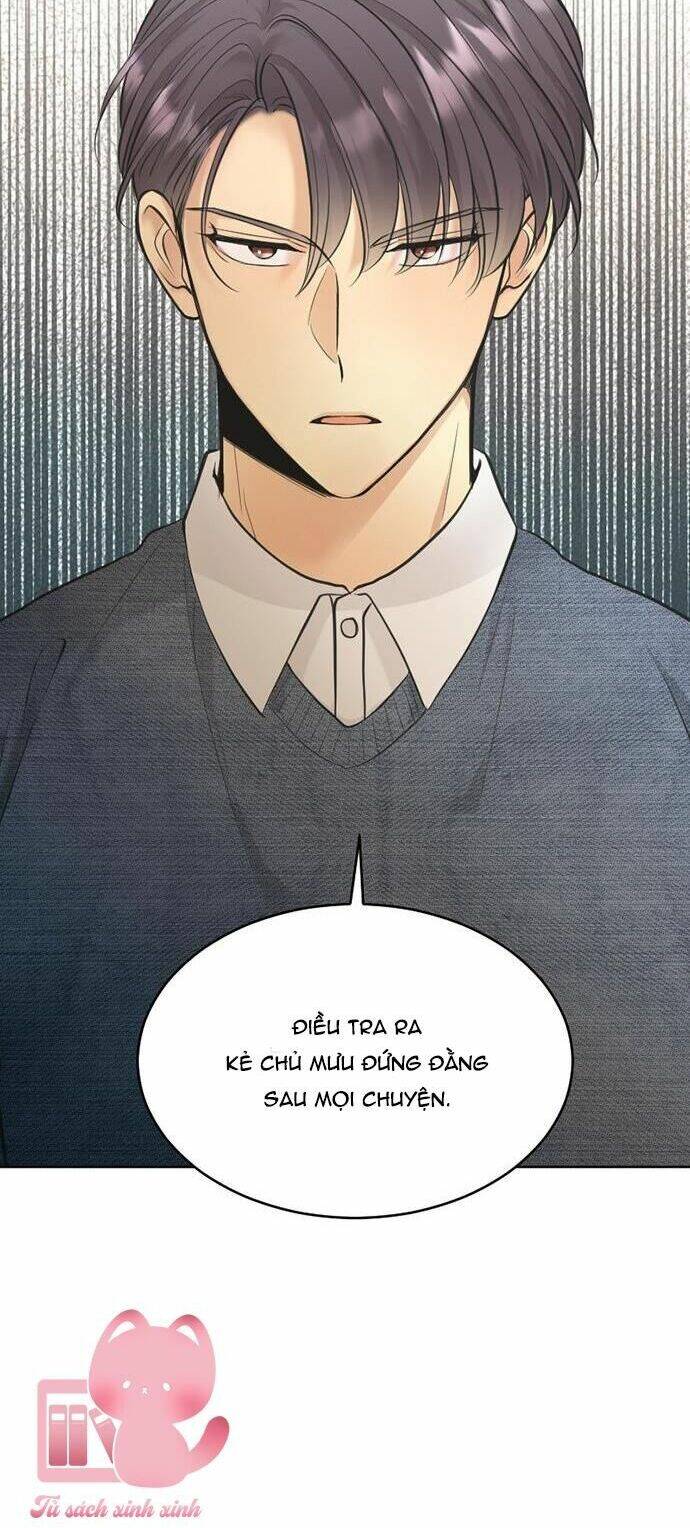 ĐIỀU TRA RA
KẺ CHỦ MƯU ĐỨNG ĐẰNG
SAU MỌI CHUYỆN.
Tủ sách xinh xinh